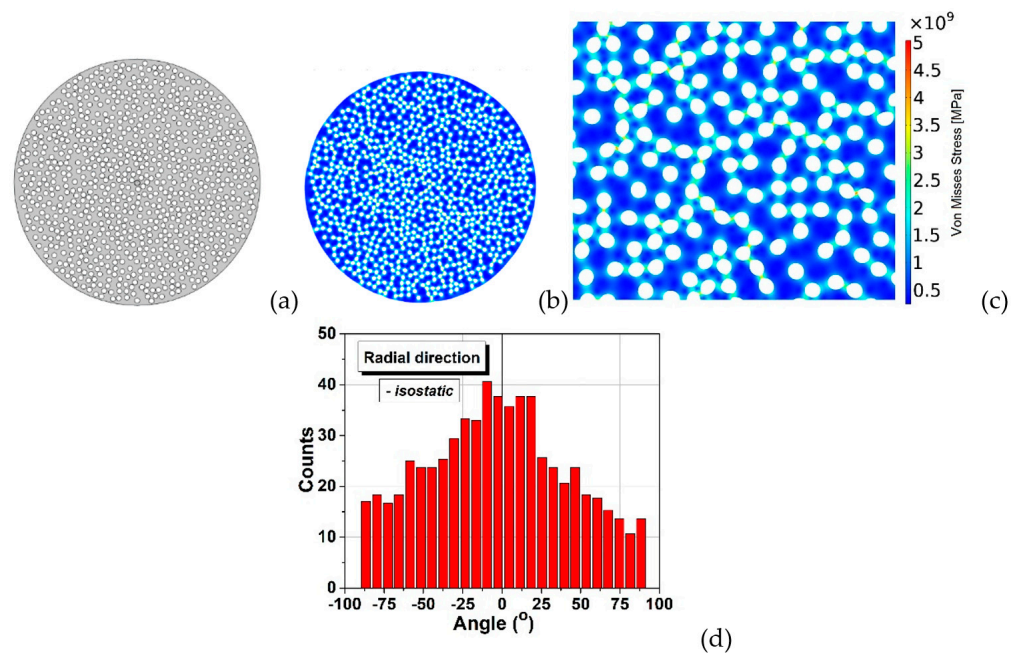 ×10⁹
5
4.5
4
3.5
3
2.5
2
1.5
1
0.5
Von Misses Stress [MPa]
(a)
(b)
(c)
50
40
30
20
10
0
Counts
Radial direction
- isostatic
-100 -75 -50 -25 0 25 50 75 100
Angle (°)
(d)